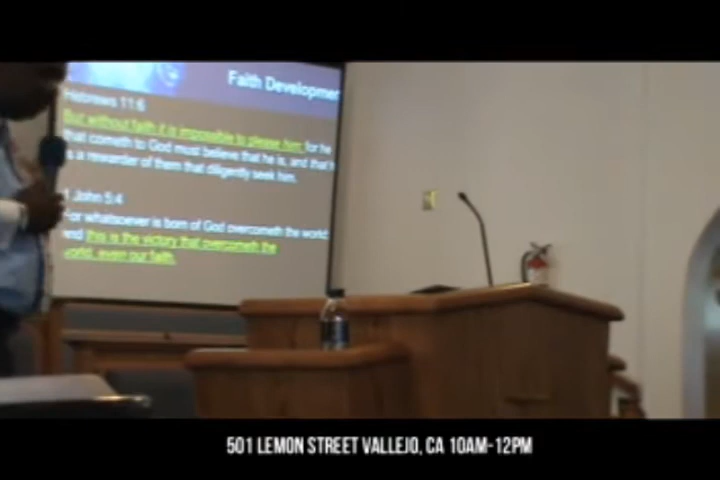 Faith Developmen
Hebrews 11:6
But without faith it is impossible to please him: for he
that cometh to God must believe that he is, and that h
is a rewarder of them that diligently seek him.
1 John 5:4
For whatsoever is born of God overcometh the world:
and this is the victory that overcometh the
world, even our faith.
501 LEMON STREET VALLEJO, CA 10AM-12PM